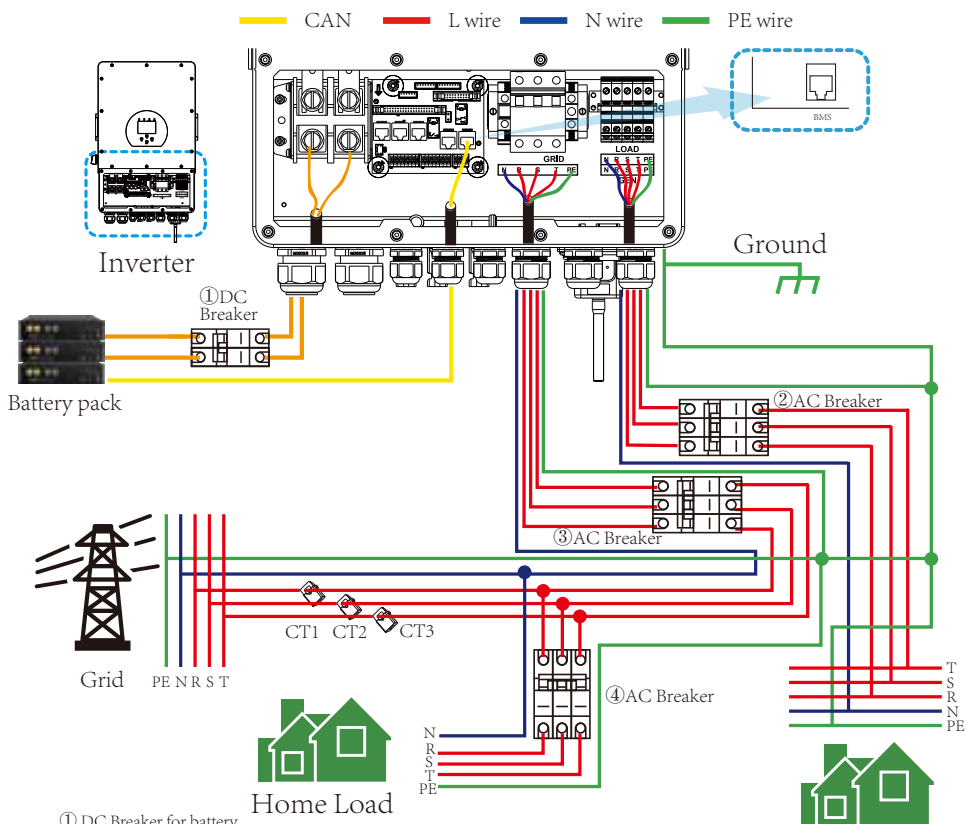 CAN
L wire
N wire
PE wire
BMS
GRID
N R S T PE
LOAD
N R S T PE
GEN
Inverter
Ground
①DC
Breaker
Battery pack
②AC Breaker
③AC Breaker
CT1 CT2 CT3
Grid
PE N R S T
④AC Breaker
T
S
R
N
PE
N
R
S
T
PE
Home Load
① DC Breaker for battery